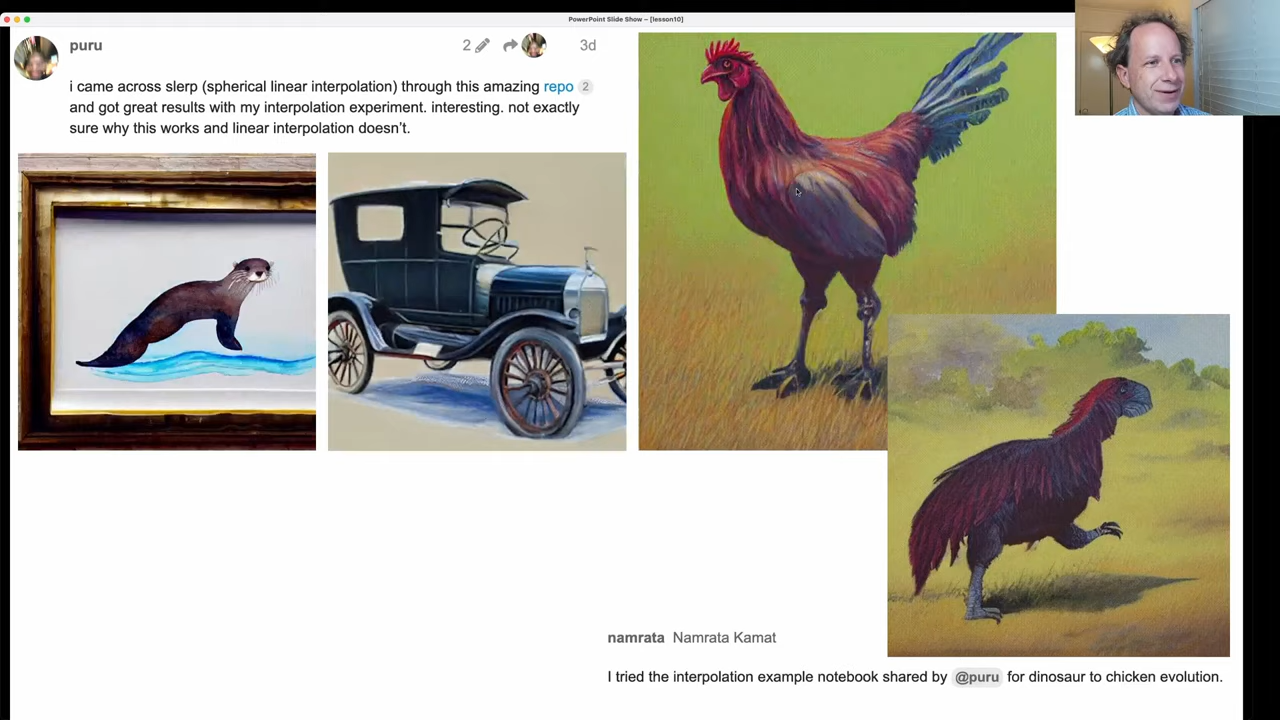 PowerPoint Slide Show – [lesson10]
puru
2
3d
i came across slerp (spherical linear interpolation) through this amazing repo 2
and got great results with my interpolation experiment. interesting. not exactly
sure why this works and linear interpolation doesn't.
namrata Namrata Kamat
I tried the interpolation example notebook shared by @puru for dinosaur to chicken evolution.